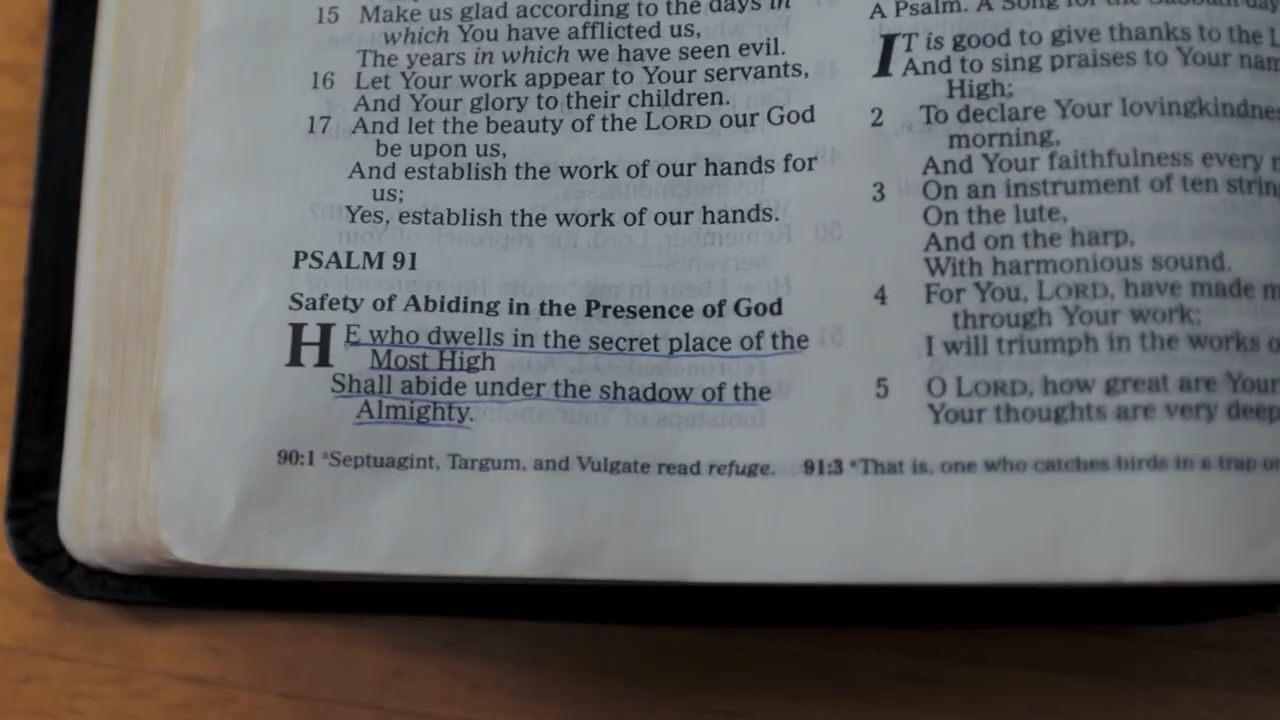 15 Make us glad according to the days in
which You have afflicted us,
The years in which we have seen evil.
16 Let Your work appear to Your servants,
And Your glory to their children.
17 And let the beauty of the LORD our God
be upon us,
And establish the work of our hands for
us;
Yes, establish the work of our hands.
PSALM 91
Safety of Abiding in the Presence of God
HE who dwells in the secret place of the
Most High
Shall abide under the shadow of the
Almighty.
90:1 *Septuagint, Targum, and Vulgate read refuge.
A Psalm. A Song for the Sabbath day
IT is good to give thanks to the L
And to sing praises to Your nam
High;
2 To declare Your lovingkindne
morning,
And Your faithfulness every
3 On an instrument of ten strin
On the lute,
And on the harp,
With harmonious sound.
4 For You, LORD, have made m
through Your work;
I will triumph in the works o
5 O LORD, how great are Your
Your thoughts are very deep
91:3 *That is, one who catches birds in a trap or